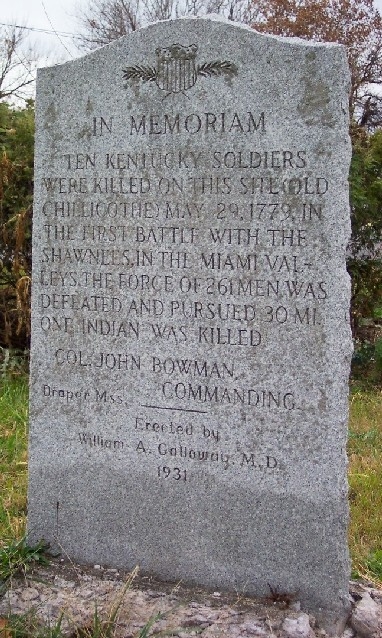 IN MEMORIAM
TEN KENTUCKY SOLDIERS
WERE KILLED ON THIS SITE (OLD
CHILLICOTHE) MAY 29, 1779, IN
THE FIRST BATTLE WITH THE
SHAWNEES, IN THE MIAMI VAL-
LEYS. THE FORCE OF 261 MEN WAS
DEFEATED AND PURSUED 30 MI.
ONE INDIAN WAS KILLED.
COL. JOHN BOWMAN,
COMMANDING.
Draper Mss.
Erected by
William A. Galloway, M.D.
1931